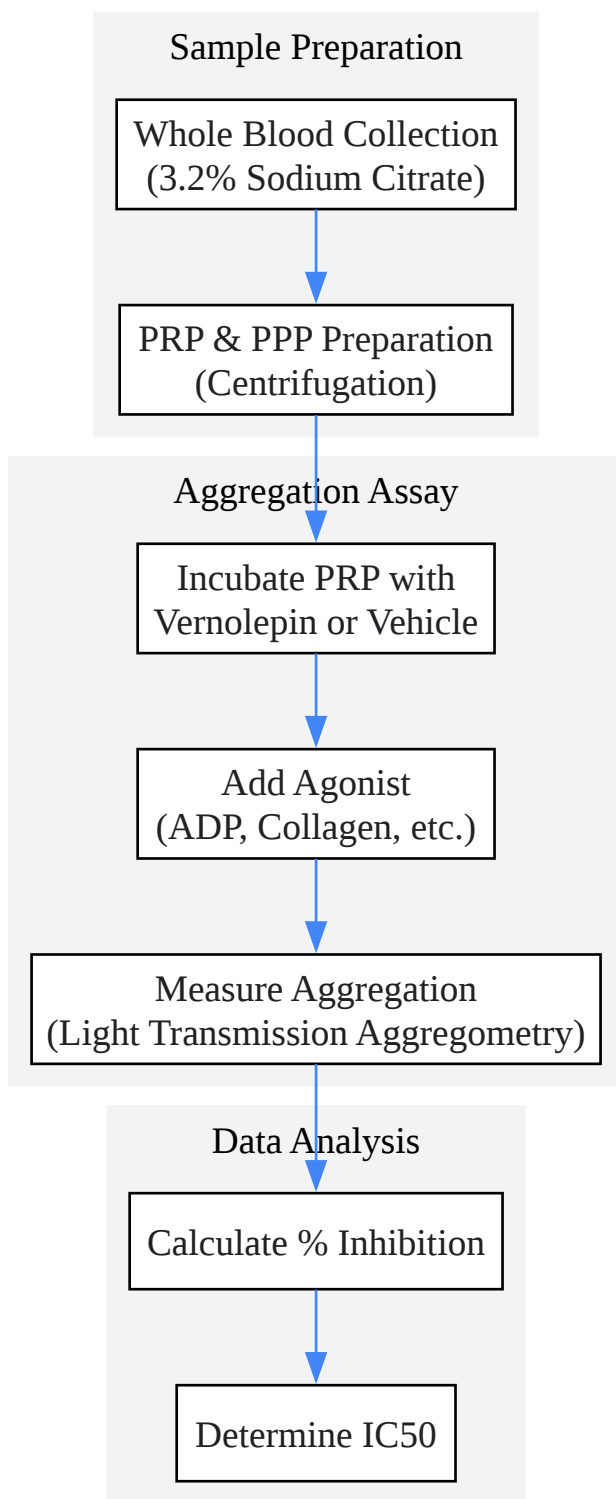 Sample Preparation
Whole Blood Collection
(3.2% Sodium Citrate)
PRP & PPP Preparation
(Centrifugation)
Aggregation Assay
Incubate PRP with
Vernolepin or Vehicle
Add Agonist
(ADP, Collagen, etc.)
Measure Aggregation
(Light Transmission Aggregometry)
Data Analysis
Calculate % Inhibition
Determine IC50